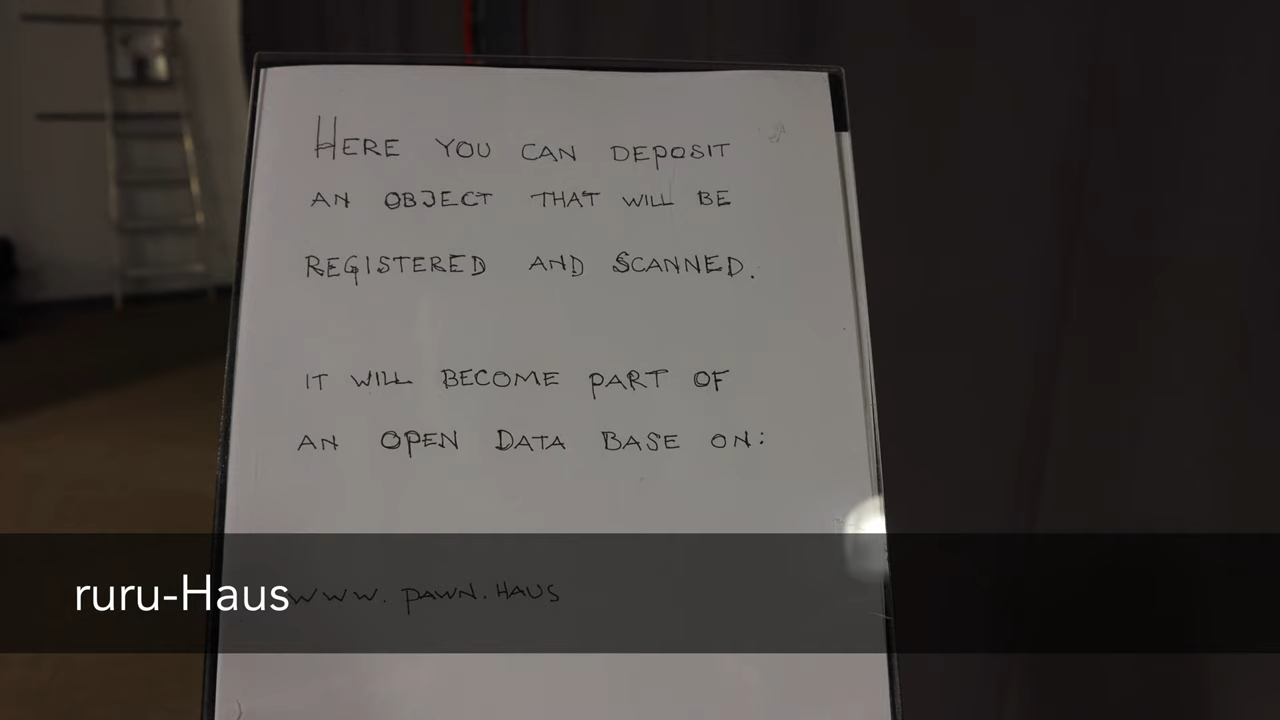 HERE YOU CAN DEPOSIT
AN OBJECT THAT WILL BE
REGISTERED AND SCANNED.
IT WILL BECOME PART OF
AN OPEN DATA BASE ON:
ruru-Haus
WWW. PAWN.HAUS